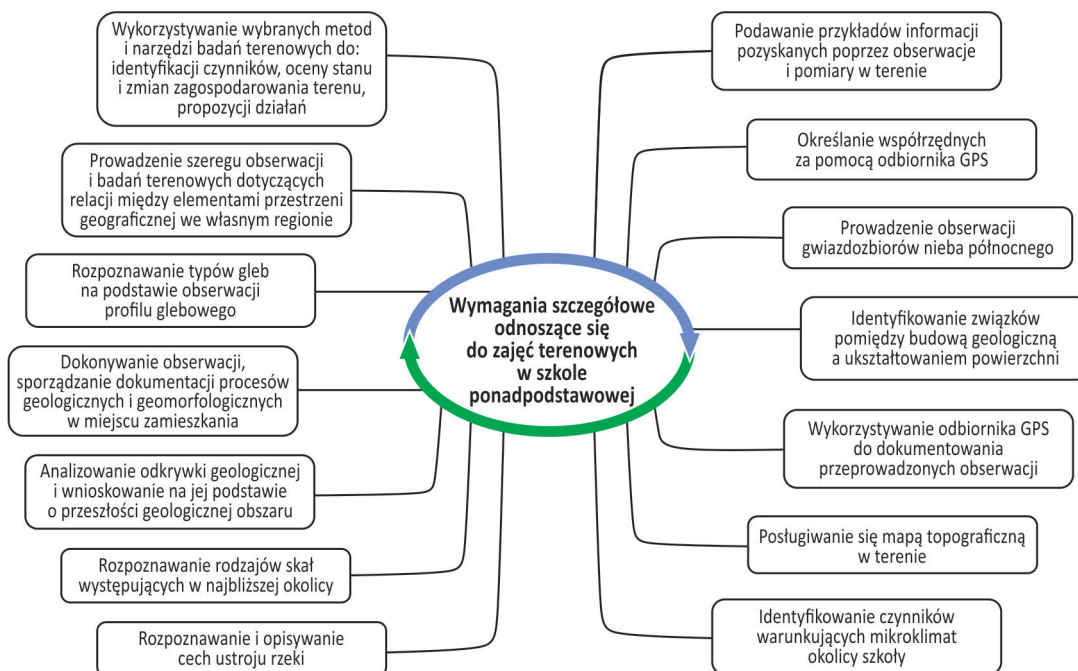 Wykorzystywanie wybranych metod
i narzędzi badań terenowych do:
identyfikacji czynników, oceny stanu
i zmian zagospodarowania terenu,
propozycji działań
Prowadzenie szeregu obserwacji
i badań terenowych dotyczących
relacji między elementami przestrzeni
geograficznej we własnym regionie
Rozpoznawanie typów gleb
na podstawie obserwacji
profilu glebowego
Dokonywanie obserwacji,
sporządzanie dokumentacji procesów
geologicznych i geomorfologicznych
w miejscu zamieszkania
Analizowanie odkrywki geologicznej
i wnioskowanie na jej podstawie
o przeszłości geologicznej obszaru
Rozpoznawanie rodzajów skał
występujących w najbliższej okolicy
Rozpoznawanie i opisywanie
cech ustroju rzeki
Wymagania szczegółowe
odnoszące się
do zajęć terenowych
w szkole
ponadpodstawowej
Podawanie przykładów informacji
pozyskanych poprzez obserwacje
i pomiary w terenie
Określanie współrzędnych
za pomocą odbiornika GPS
Prowadzenie obserwacji
gwiazdozbiorów nieba północnego
Identyfikowanie związków
pomiędzy budową geologiczną
a ukształtowaniem powierzchni
Wykorzystywanie odbiornika GPS
do dokumentowania
przeprowadzonych obserwacji
Posługiwanie się mapą topograficzną
w terenie
Identyfikowanie czynników
warunkujących mikroklimat
okolicy szkoły